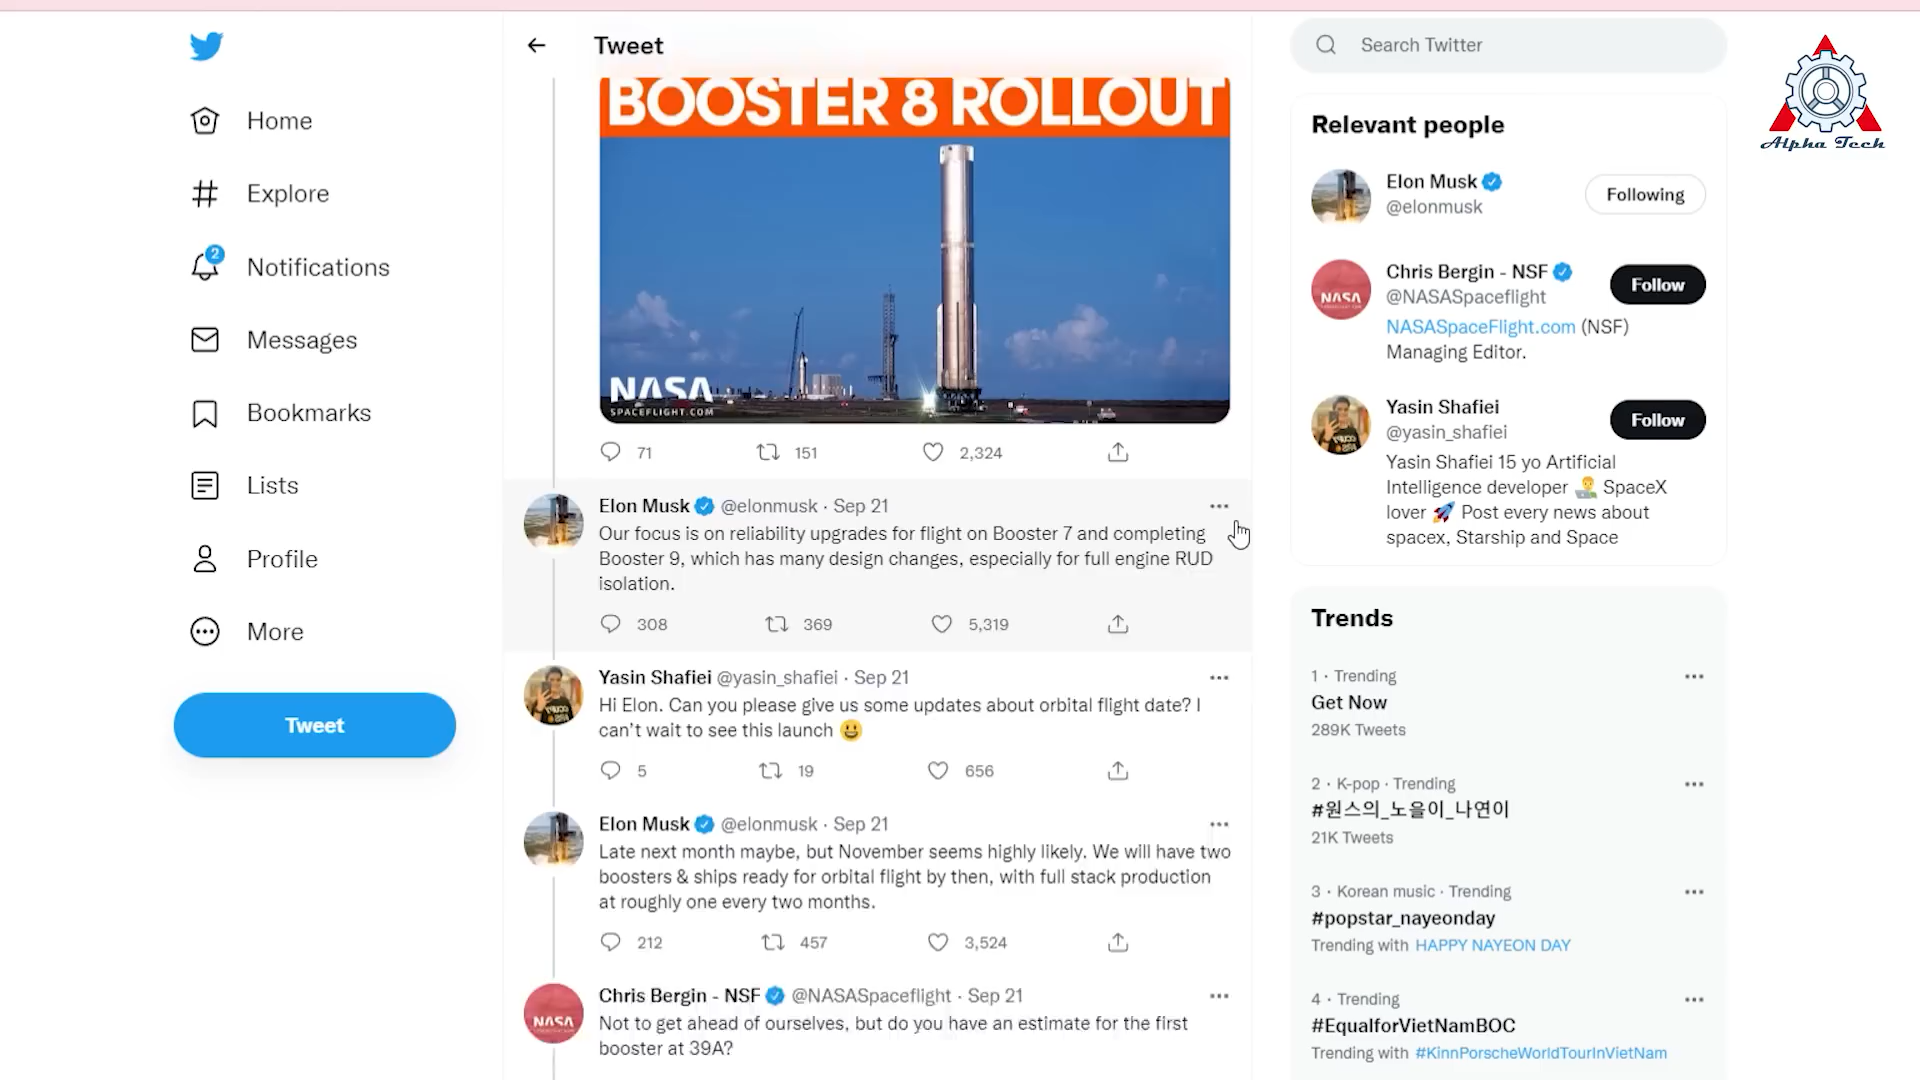 Home
Explore
2
Notifications
Messages
Bookmarks
Lists
Profile
More
Tweet
Tweet
BOOSTER 8 ROLLOUT
NASA
SPACEFLIGHT.COM
71 151 2,324
Elon Musk @elonmusk · Sep 21
Our focus is on reliability upgrades for flight on Booster 7 and completing
Booster 9, which has many design changes, especially for full engine RUD
isolation.
308 369 5,319
Yasin Shafiei @yasin_shafiei · Sep 21
Hi Elon. Can you please give us some updates about orbital flight date? I
can't wait to see this launch 😃
5 19 656
Elon Musk @elonmusk · Sep 21
Late next month maybe, but November seems highly likely. We will have two
boosters & ships ready for orbital flight by then, with full stack production
at roughly one every two months.
212 457 3,524
Chris Bergin - NSF @NASASpaceflight · Sep 21
NASA
Not to get ahead of ourselves, but do you have an estimate for the first
booster at 39A?
Search Twitter
Relevant people
Elon Musk
@elonmusk
Following
Chris Bergin - NSF
@NASASpaceflight
Follow
NASA
NASASpaceFlight.com (NSF)
Managing Editor.
Yasin Shafiei
@yasin_shafiei
Follow
Yasin Shafiei 15 yo Artificial
Intelligence developer 👨‍💻 SpaceX
lover 🚀 Post every news about
spacex, Starship and Space
Trends
1 · Trending
Get Now
289K Tweets
2 · K-pop · Trending
#원스의_노을이_나연이
21K Tweets
3 · Korean music · Trending
#popstar_nayeonday
Trending with HAPPY NAYEON DAY
4 · Trending
#EqualforVietNamBOC
Trending with #KinnPorscheWorldTourInVietNam
Alpha Tech